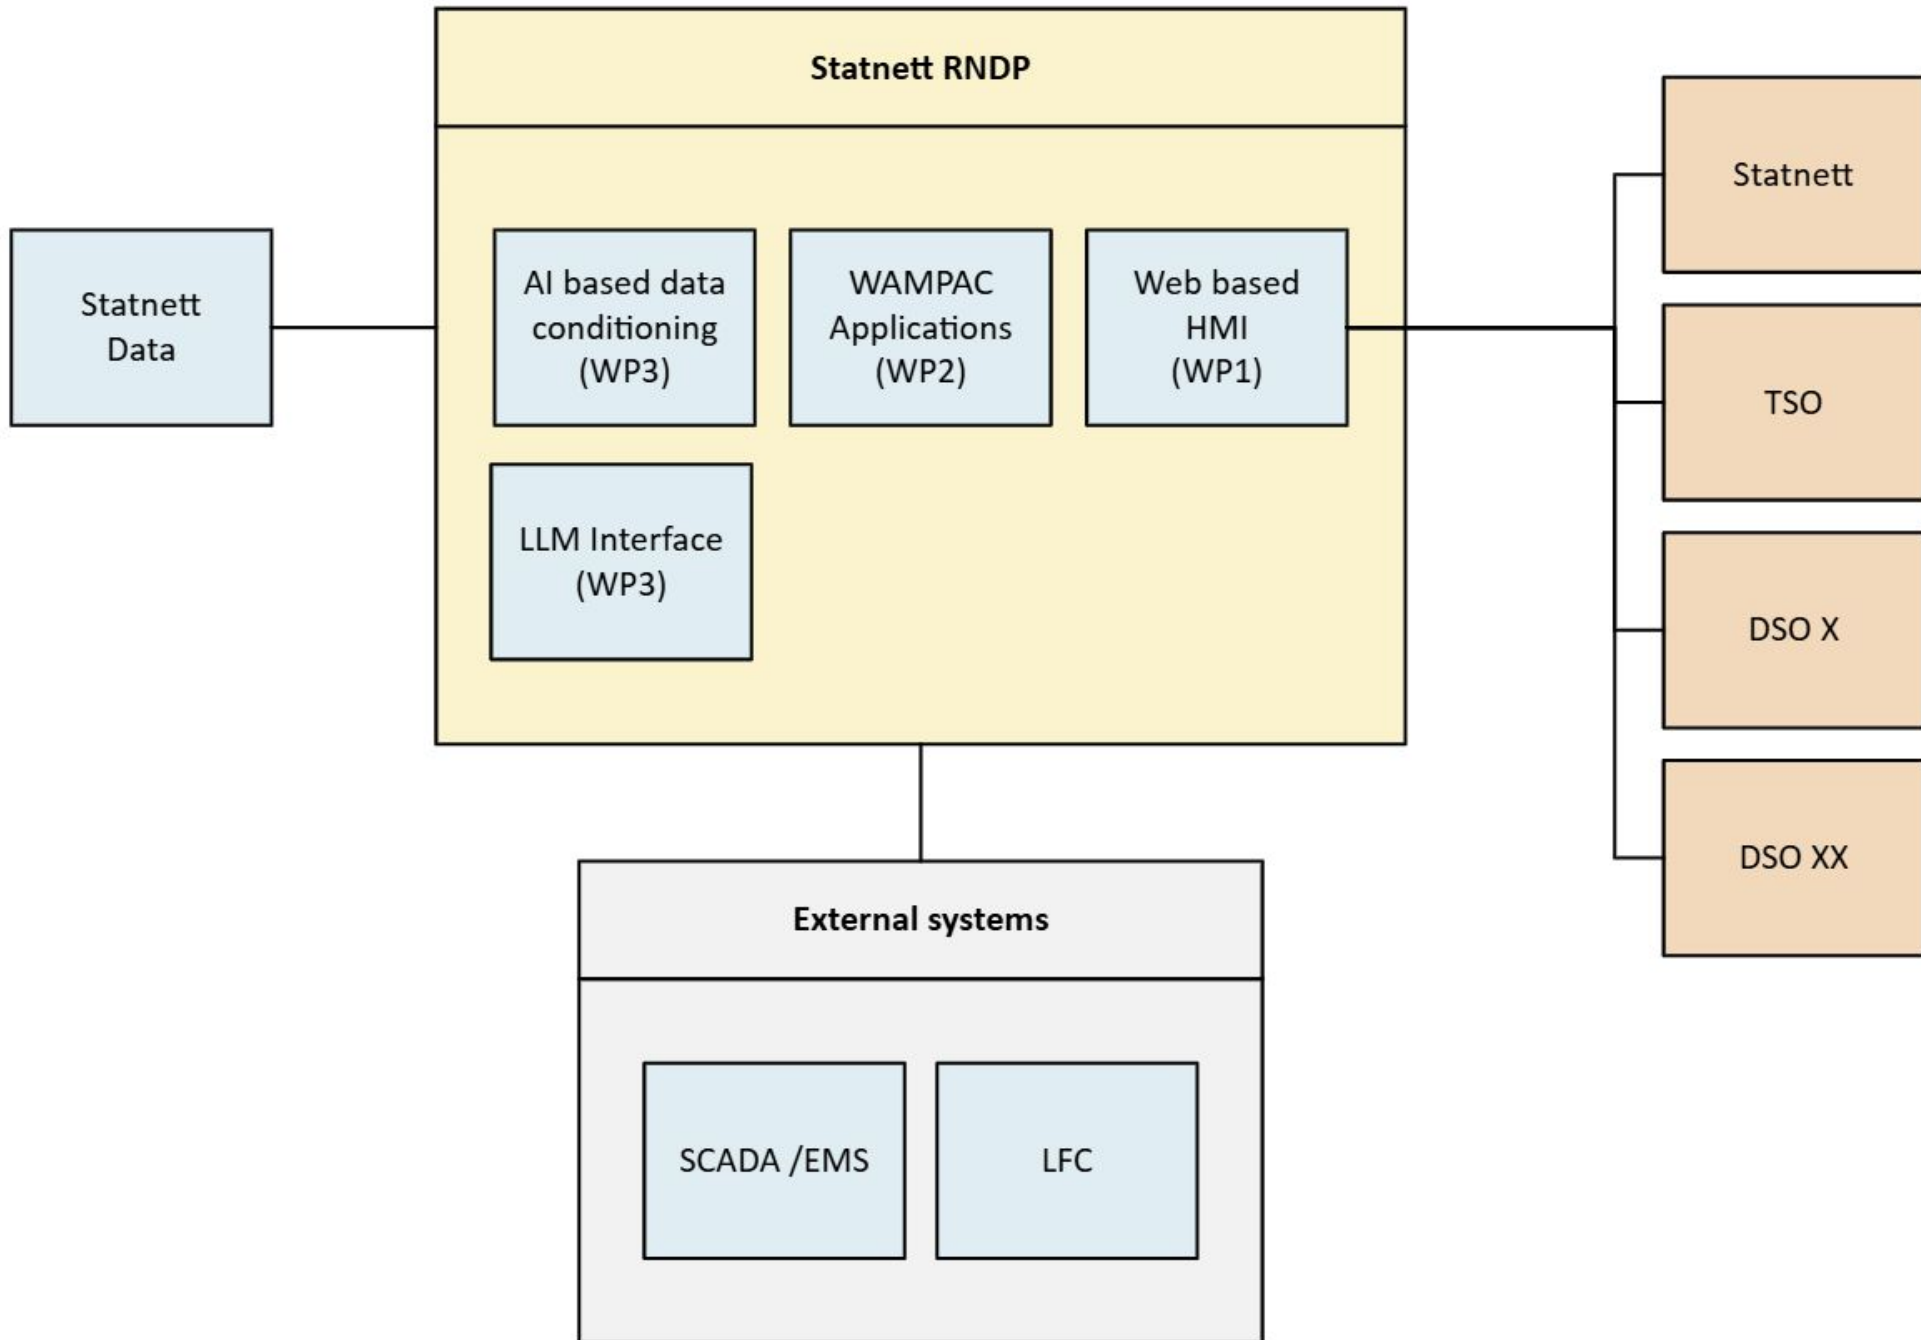 Statnett RNDP
Statnett
Data
AI based data
conditioning
(WP3)
WAMPAC
Applications
(WP2)
Web based
HMI
(WP1)
LLM Interface
(WP3)
Statnett
TSO
DSO X
DSO XX
External systems
SCADA /EMS
LFC